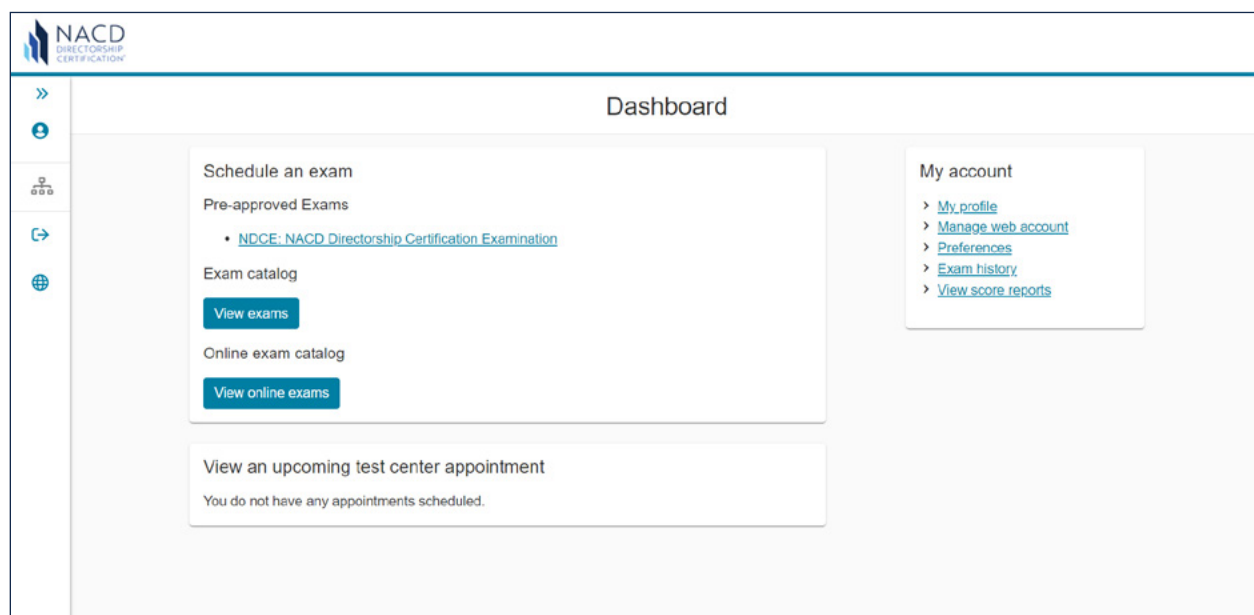 NACD
DIRECTORSHIP
CERTIFICATION®
Dashboard
Schedule an exam
Pre-approved Exams
• NDCE: NACD Directorship Certification Examination
Exam catalog
View exams
Online exam catalog
View online exams
View an upcoming test center appointment
You do not have any appointments scheduled.
My account
My profile
Manage web account
Preferences
Exam history
View score reports